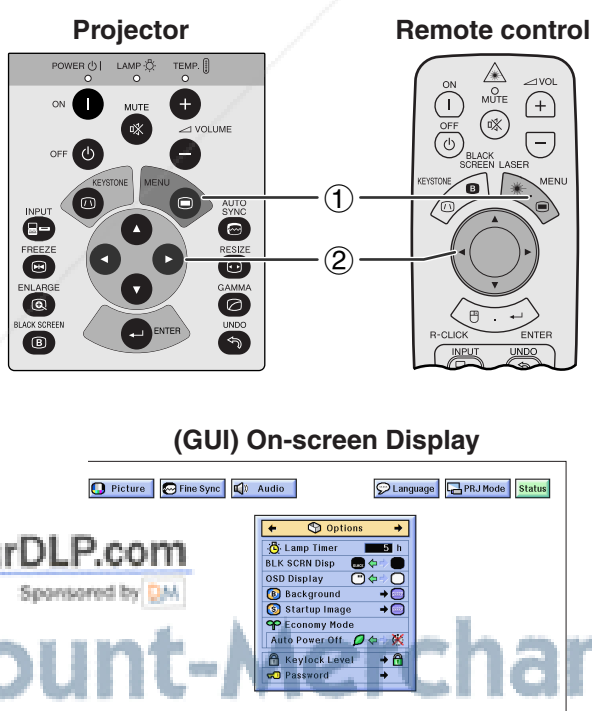 Projector
Remote control
POWER
LAMP
TEMP.
ON
MUTE
VOLUME
OFF
KEYSTONE
MENU
INPUT
AUTO
SYNC
FREEZE
RESIZE
ENLARGE
GAMMA
BLACK SCREEN
UNDO
B
ENTER
ON
VOL
MUTE
OFF
BLACK
SCREEN
LASER
KEYSTONE
MENU
B
R-CLICK
ENTER
INPUT
UNDO
1
2
(GUI) On-screen Display
Picture
Fine Sync
Audio
Language
PRJ Mode
Status
Options
Lamp Timer 5 h
BLK SCRN Disp
OSD Display
Background
Startup Image
Economy Mode
Auto Power Off
Keylock Level
Password
rDLP.com
Sponsored by
ount-Merchar